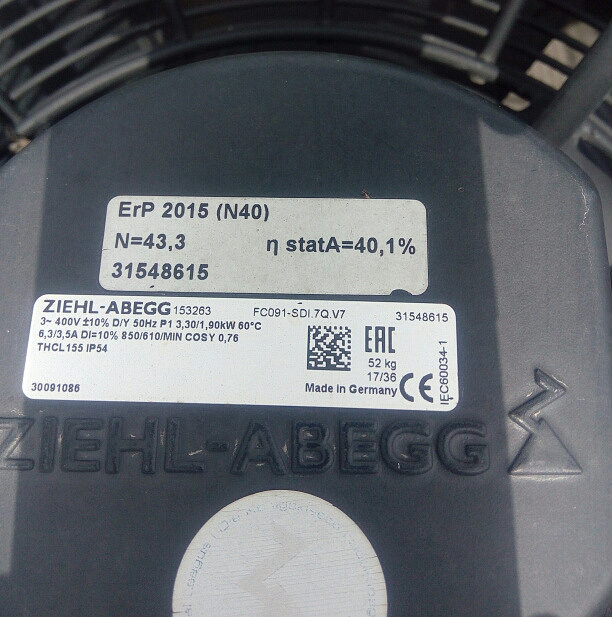 ErP 2015 (N40)
N=43,3 η statA=40,1%
31548615
ZIEHL-ABEGG 153263 FC091-SDI.7Q.V7 31548615
3~ 400V ±10% D/Y 50Hz P1 3,30/1,90kW 60°C
6,3/3,5A DI=10% 850/610/MIN COSY 0,76
THCL155 IP54
EAC
52 kg
17/36
30091086 Made in Germany CE
IEC60034-1
ZIEHL-ABEGG